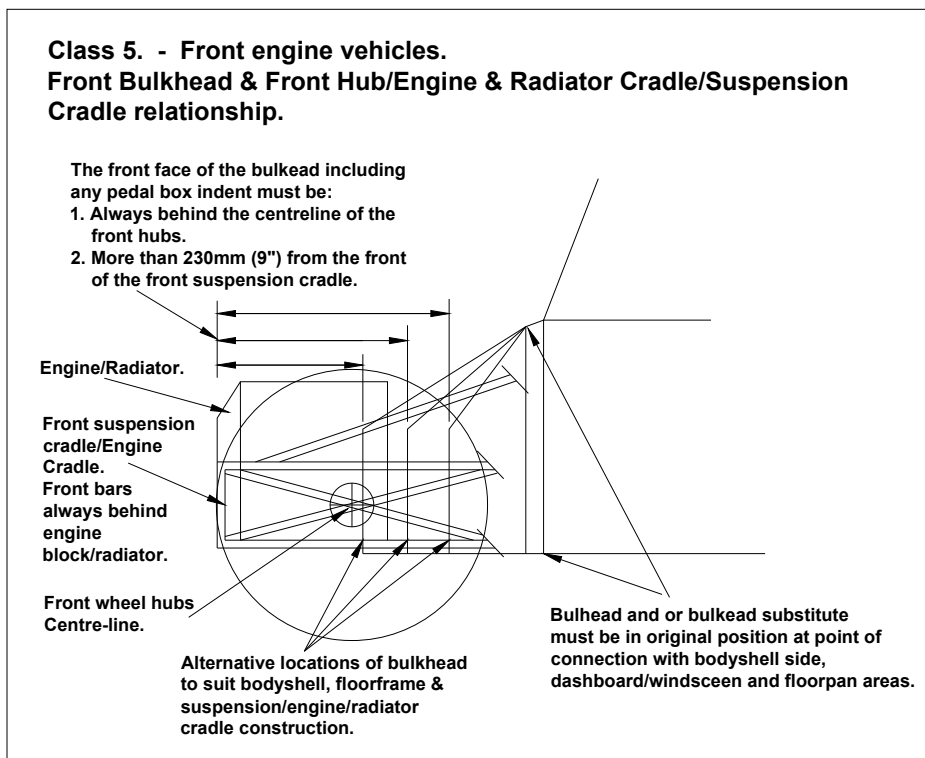 Class 5.  -  Front engine vehicles.
Front Bulkhead & Front Hub/Engine & Radiator Cradle/Suspension
Cradle relationship.
The front face of the bulkead including
any pedal box indent must be:
1. Always behind the centreline of the
front hubs.
2. More than 230mm (9") from the front
of the front suspension cradle.
Engine/Radiator.
Front suspension
cradle/Engine
Cradle.
Front bars
always behind
engine
block/radiator.
Front wheel hubs
Centre-line.
Alternative locations of bulkhead
to suit bodyshell, floorframe &
suspension/engine/radiator
cradle construction.
Bulhead and or bulkead substitute
must be in original position at point of
connection with bodyshell side,
dashboard/windsceen and floorpan areas.